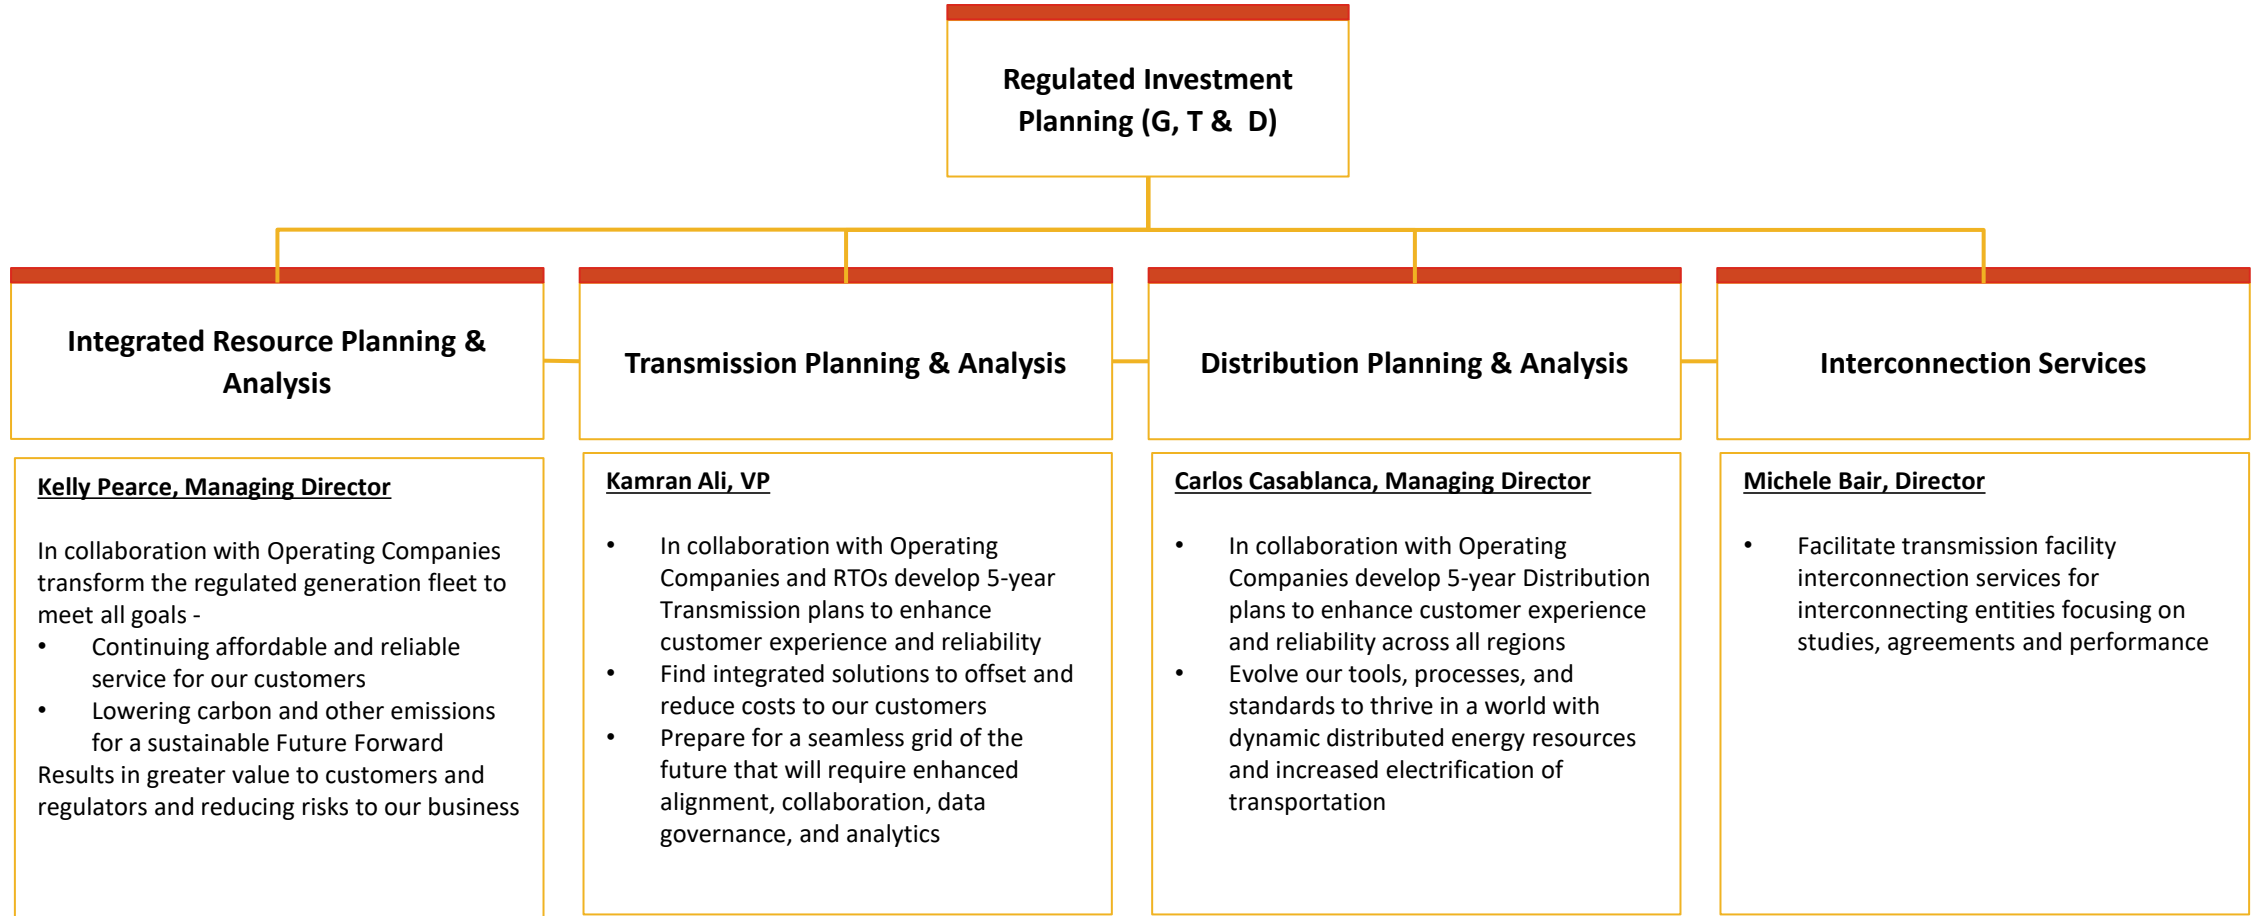 Regulated Investment
Planning (G, T &  D)
Integrated Resource Planning &
Analysis
Transmission Planning & Analysis
Distribution Planning & Analysis
Interconnection Services
Kelly Pearce, Managing Director
In collaboration with Operating Companies
transform the regulated generation fleet to
meet all goals -
• Continuing affordable and reliable
service for our customers
• Lowering carbon and other emissions
for a sustainable Future Forward
Results in greater value to customers and
regulators and reducing risks to our business
Kamran Ali, VP
• In collaboration with Operating
Companies and RTOs develop 5-year
Transmission plans to enhance
customer experience and reliability
• Find integrated solutions to offset and
reduce costs to our customers
• Prepare for a seamless grid of the
future that will require enhanced
alignment, collaboration, data
governance, and analytics
Carlos Casablanca, Managing Director
• In collaboration with Operating
Companies develop 5-year Distribution
plans to enhance customer experience
and reliability across all regions
• Evolve our tools, processes, and
standards to thrive in a world with
dynamic distributed energy resources
and increased electrification of
transportation
Michele Bair, Director
• Facilitate transmission facility
interconnection services for
interconnecting entities focusing on
studies, agreements and performance